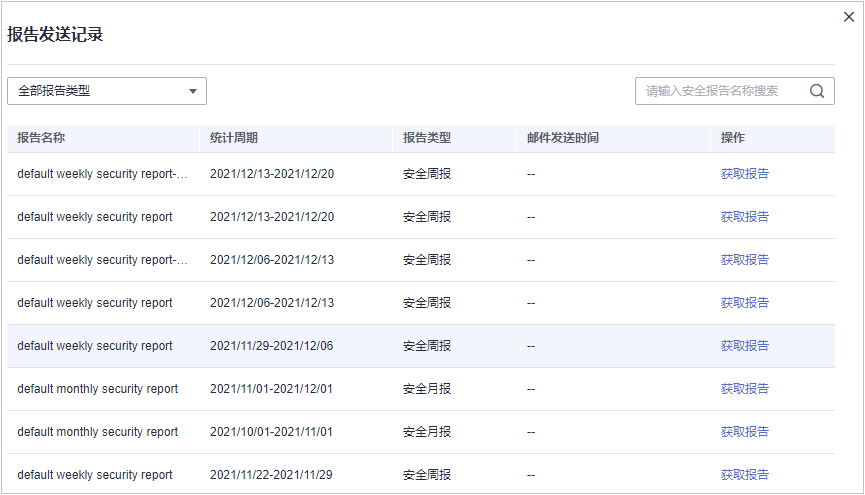 报告发送记录
全部报告类型 请输入安全报告名称搜索
报告名称 统计周期 报告类型 邮件发送时间 操作
default weekly security report-... 2021/12/13-2021/12/20 安全周报 -- 获取报告
default weekly security report 2021/12/13-2021/12/20 安全周报 -- 获取报告
default weekly security report-... 2021/12/06-2021/12/13 安全周报 -- 获取报告
default weekly security report 2021/12/06-2021/12/13 安全周报 -- 获取报告
default weekly security report 2021/11/29-2021/12/06 安全周报 -- 获取报告
default monthly security report 2021/11/01-2021/12/01 安全月报 -- 获取报告
default monthly security report 2021/10/01-2021/11/01 安全月报 -- 获取报告
default weekly security report 2021/11/22-2021/11/29 安全周报 -- 获取报告